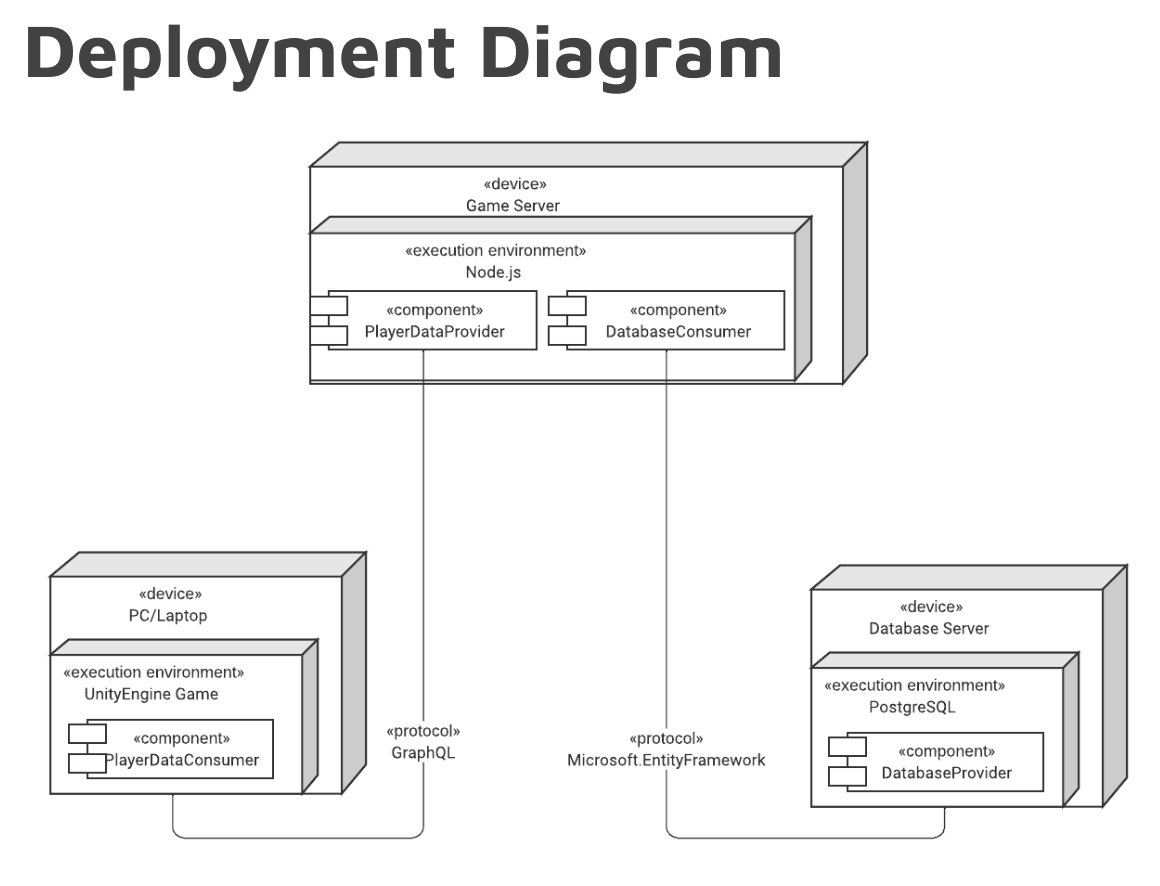 Deployment Diagram
«device»
Game Server
«execution environment»
Node.js
«component»
PlayerDataProvider
«component»
DatabaseConsumer
«device»
PC/Laptop
«execution environment»
UnityEngine Game
«component»
PlayerDataConsumer
«protocol»
GraphQL
«protocol»
Microsoft.EntityFramework
«device»
Database Server
«execution environment»
PostgreSQL
«component»
DatabaseProvider